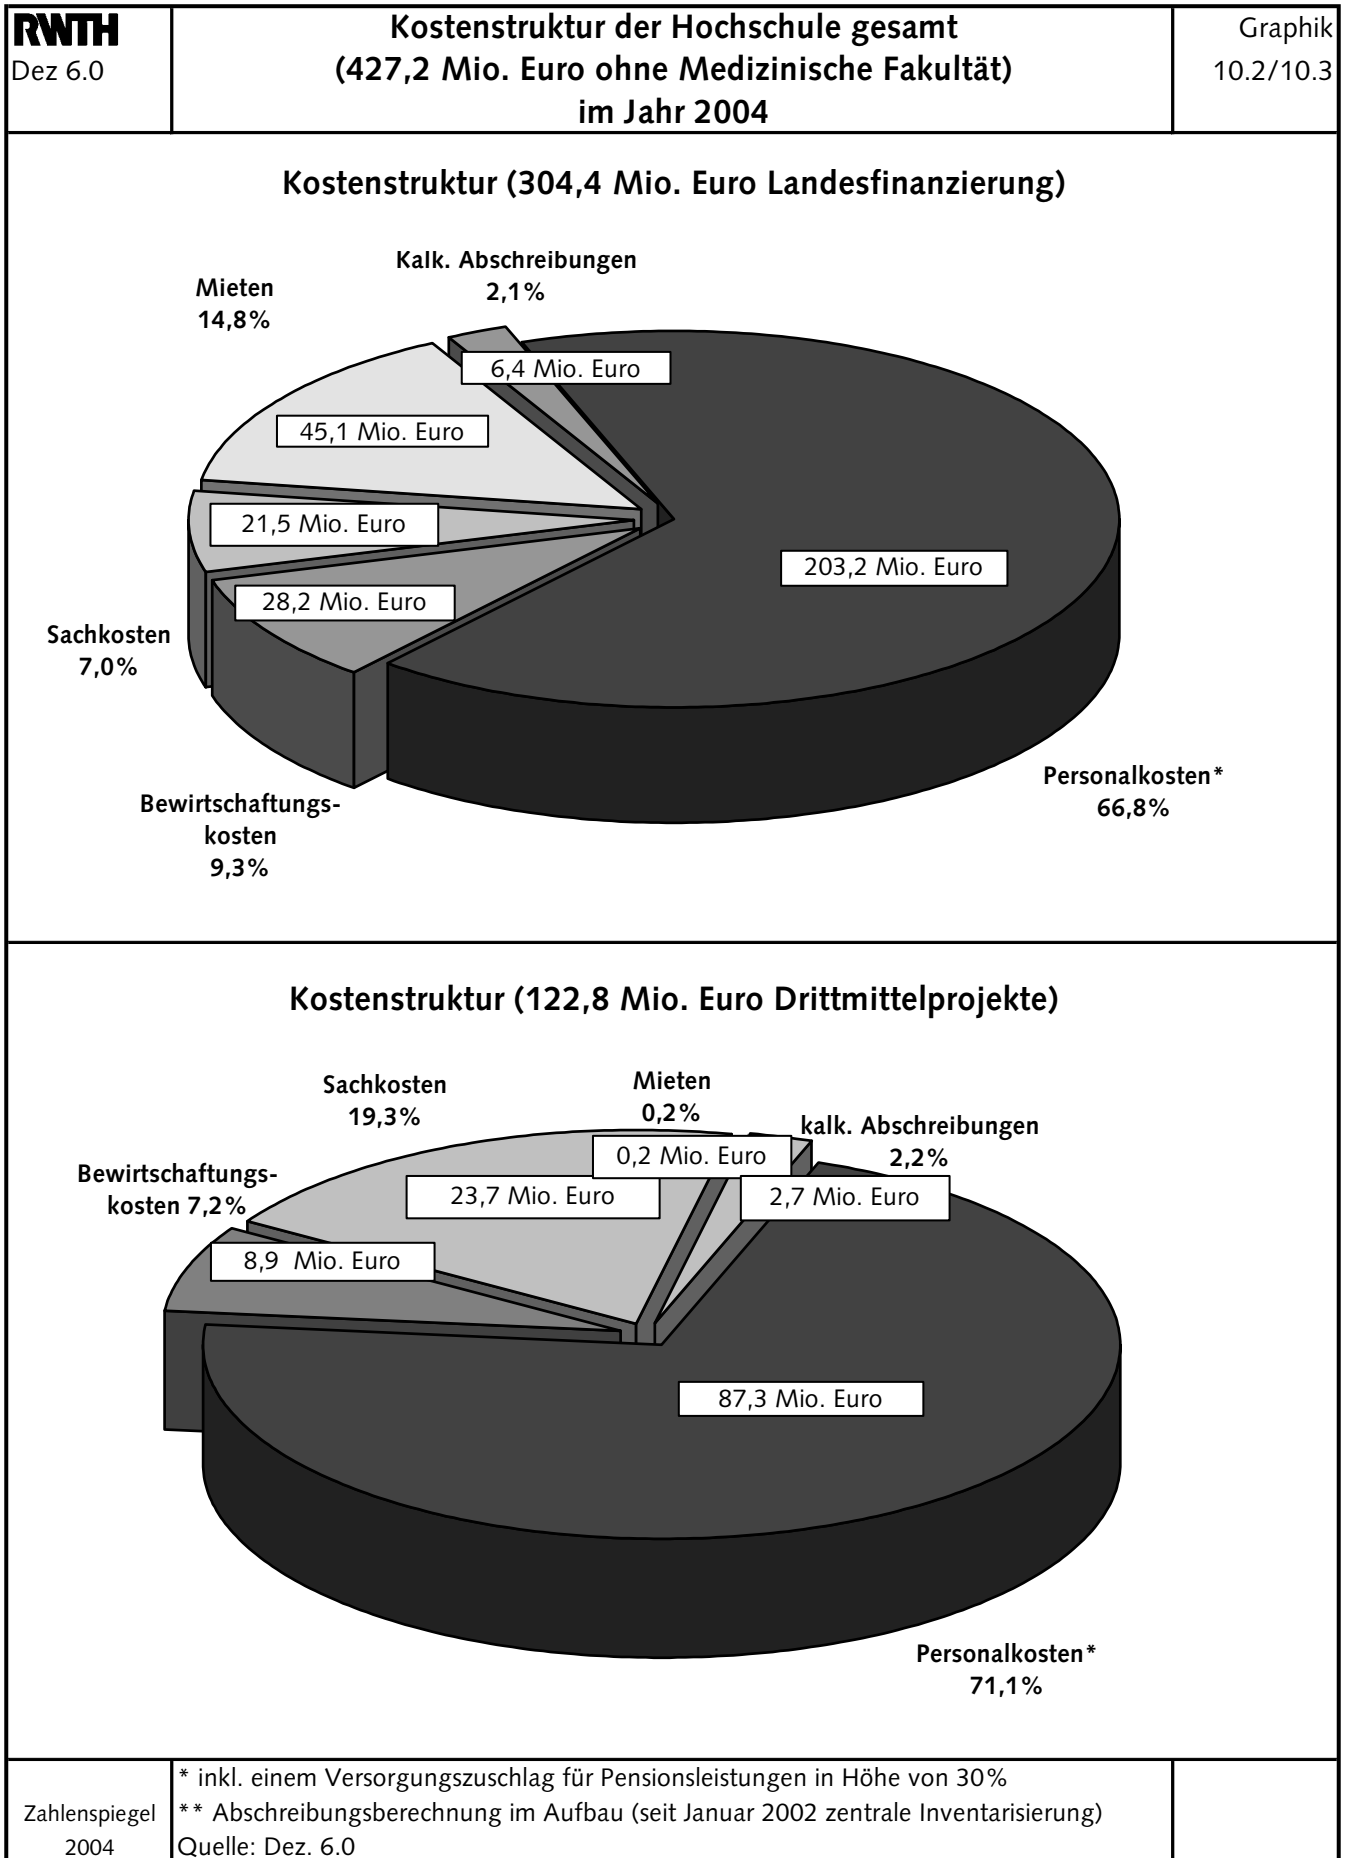 RWTH
Dez 6.0
Kostenstruktur der Hochschule gesamt
(427,2 Mio. Euro ohne Medizinische Fakultät)
im Jahr 2004
Graphik
10.2/10.3
Kostenstruktur (304,4 Mio. Euro Landesfinanzierung)
Kalk. Abschreibungen
2,1%
Mieten
14,8%
6,4 Mio. Euro
45,1 Mio. Euro
21,5 Mio. Euro
203,2 Mio. Euro
28,2 Mio. Euro
Sachkosten
7,0%
Personalkosten*
66,8%
Bewirtschaftungs-
kosten
9,3%
Kostenstruktur (122,8 Mio. Euro Drittmittelprojekte)
Sachkosten
19,3%
Mieten
0,2%
kalk. Abschreibungen
2,2%
Bewirtschaftungs-
kosten 7,2%
0,2 Mio. Euro
23,7 Mio. Euro
2,7 Mio. Euro
8,9 Mio. Euro
87,3 Mio. Euro
Personalkosten*
71,1%
Zahlenspiegel
2004
* inkl. einem Versorgungszuschlag für Pensionsleistungen in Höhe von 30%
** Abschreibungsberechnung im Aufbau (seit Januar 2002 zentrale Inventarisierung)
Quelle: Dez. 6.0